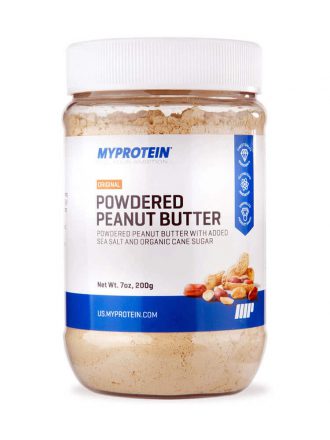 MYPROTEIN®
ORIGINAL
POWDERED
PEANUT BUTTER
POWDERED PEANUT BUTTER WITH ADDED
SEA SALT AND ORGANIC CANE SUGAR
Net Wt. 7oz, 200g
US.MYPROTEIN.COM